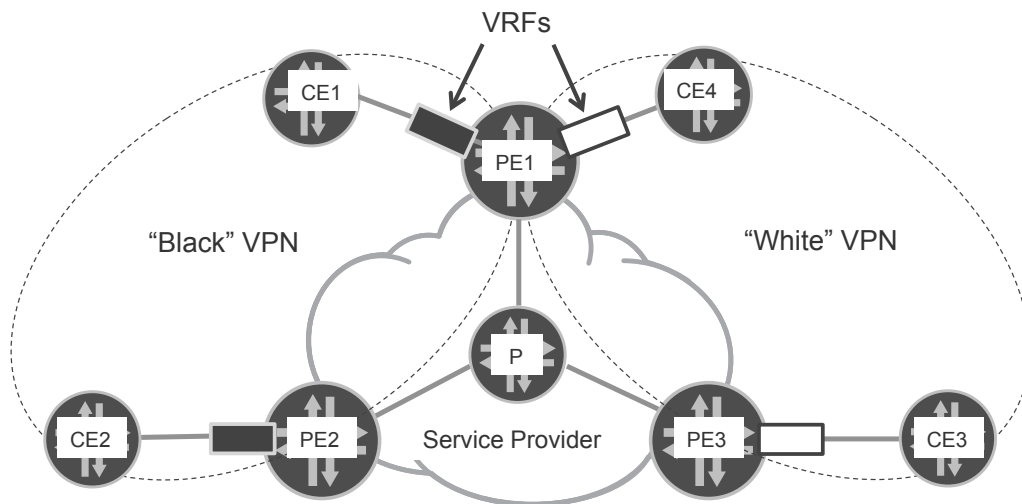 VRFs
CE1
CE4
PE1
“Black” VPN
“White” VPN
P
CE2
PE2
Service Provider
PE3
CE3